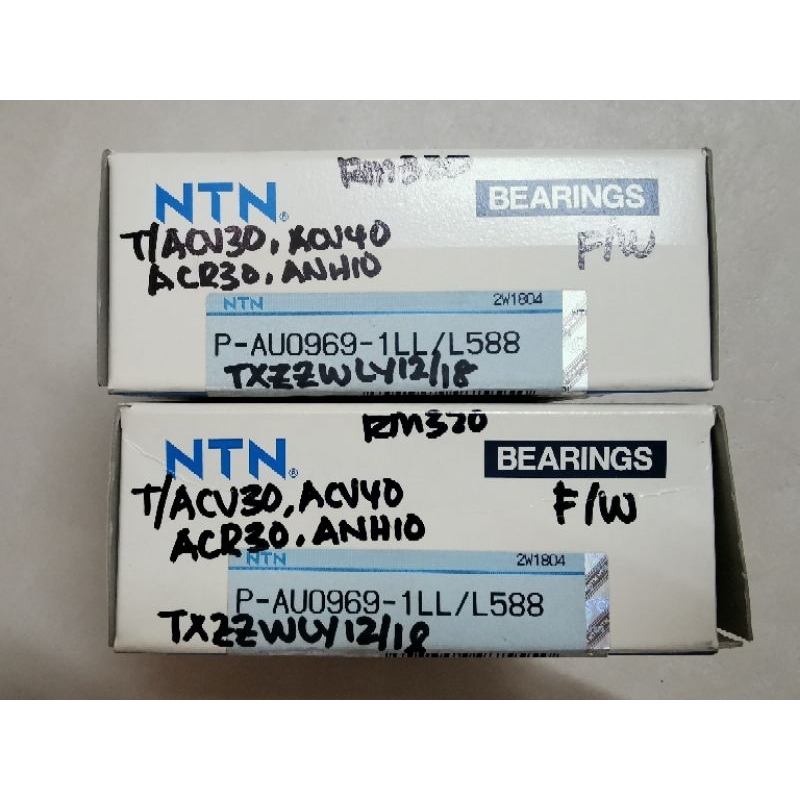 RM320
NTN® BEARINGS
T/ACV30, ACV40 F/W
ACR30, ANH10
NTN 2W1804
P-AU0969-1LL/L588
TXZZWLY12/18
RM320
NTN® BEARINGS
T/ACV30, ACV40 F/W
ACR30, ANH10
NTN 2W1804
P-AU0969-1LL/L588
TXZZWLY12/18